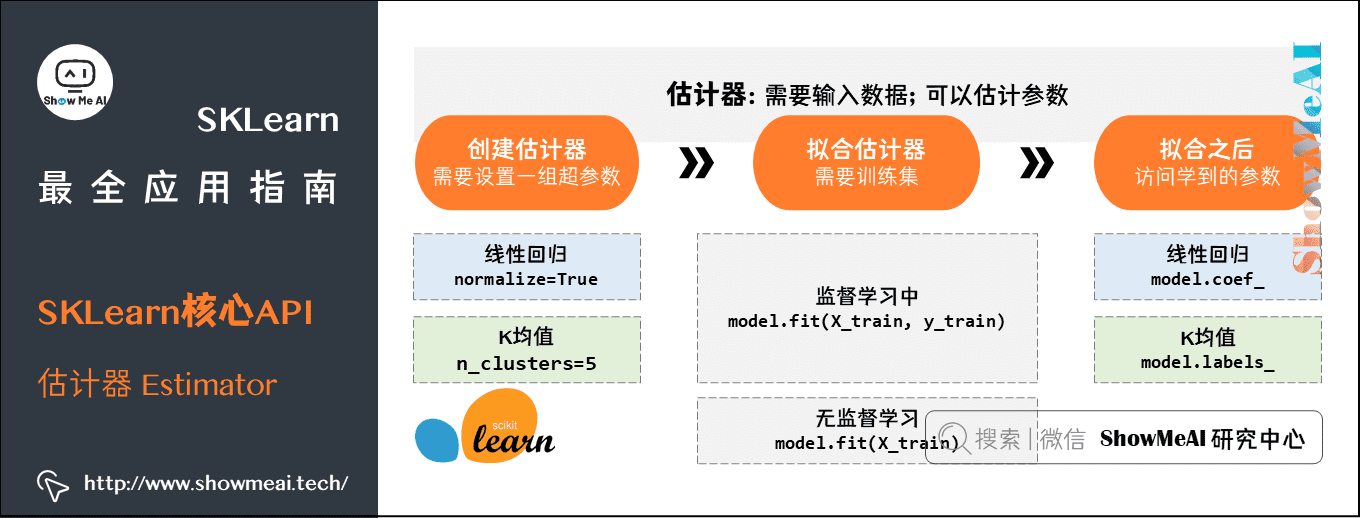 Show Me AI
SKLearn
最全应用指南
SKLearn核心API
估计器 Estimator
http://www.showmeai.tech/
估计器: 需要输入数据; 可以估计参数
创建估计器
需要设置一组超参数
拟合估计器
需要训练集
拟合之后
访问学到的参数
线性回归
normalize=True
K均值
n_clusters=5
监督学习中
model.fit(X_train, y_train)
无监督学习
model.fit(X_train)
线性回归
model.coef_
K均值
model.labels_
scikit
learn
搜索|微信 ShowMeAI 研究中心
ShowMeAI